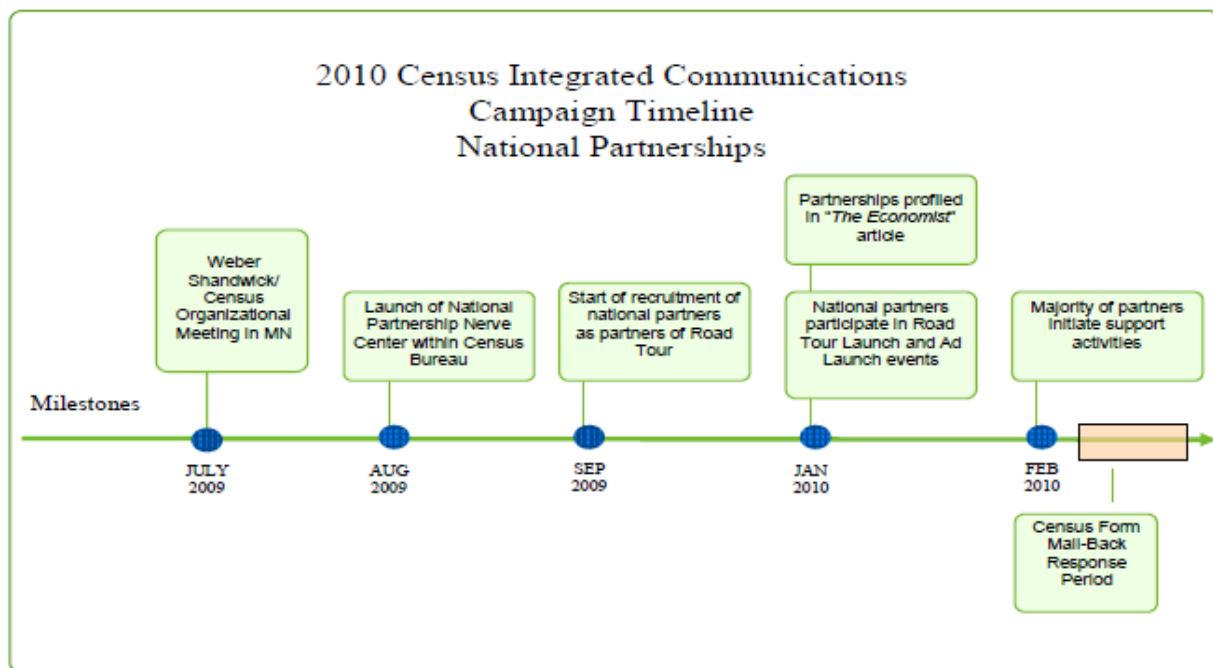 2010 Census Integrated Communications
Campaign Timeline
National Partnerships
Partnerships profiled
in "The Economist"
article
Weber
Shandwick/
Census
Organizational
Meeting in MN
Launch of National
Partnership Nerve
Center within Census
Bureau
Start of recruitment of
national partners
as partners of Road
Tour
National partners
participate in Road
Tour Launch and Ad
Launch events
Majority of partners
initiate support
activities
Milestones
JULY
2009
AUG
2009
SEP
2009
JAN
2010
FEB
2010
Census Form
Mail-Back
Response
Period